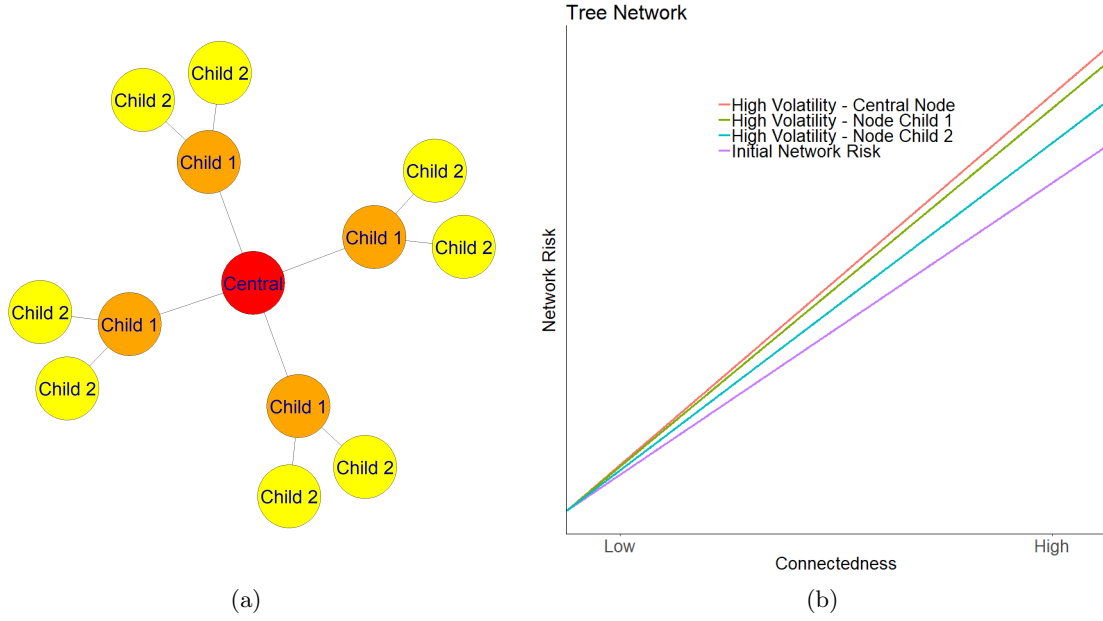 Child 2
Child 2
Child 1
Child 2
Child 1
Child 2
Central
Child 2
Child 1
Child 2
Child 1
Child 2
Child 2
(a)
Tree Network
High Volatility - Central Node
High Volatility - Node Child 1
High Volatility - Node Child 2
Initial Network Risk
Network Risk
Low
High
Connectedness
(b)